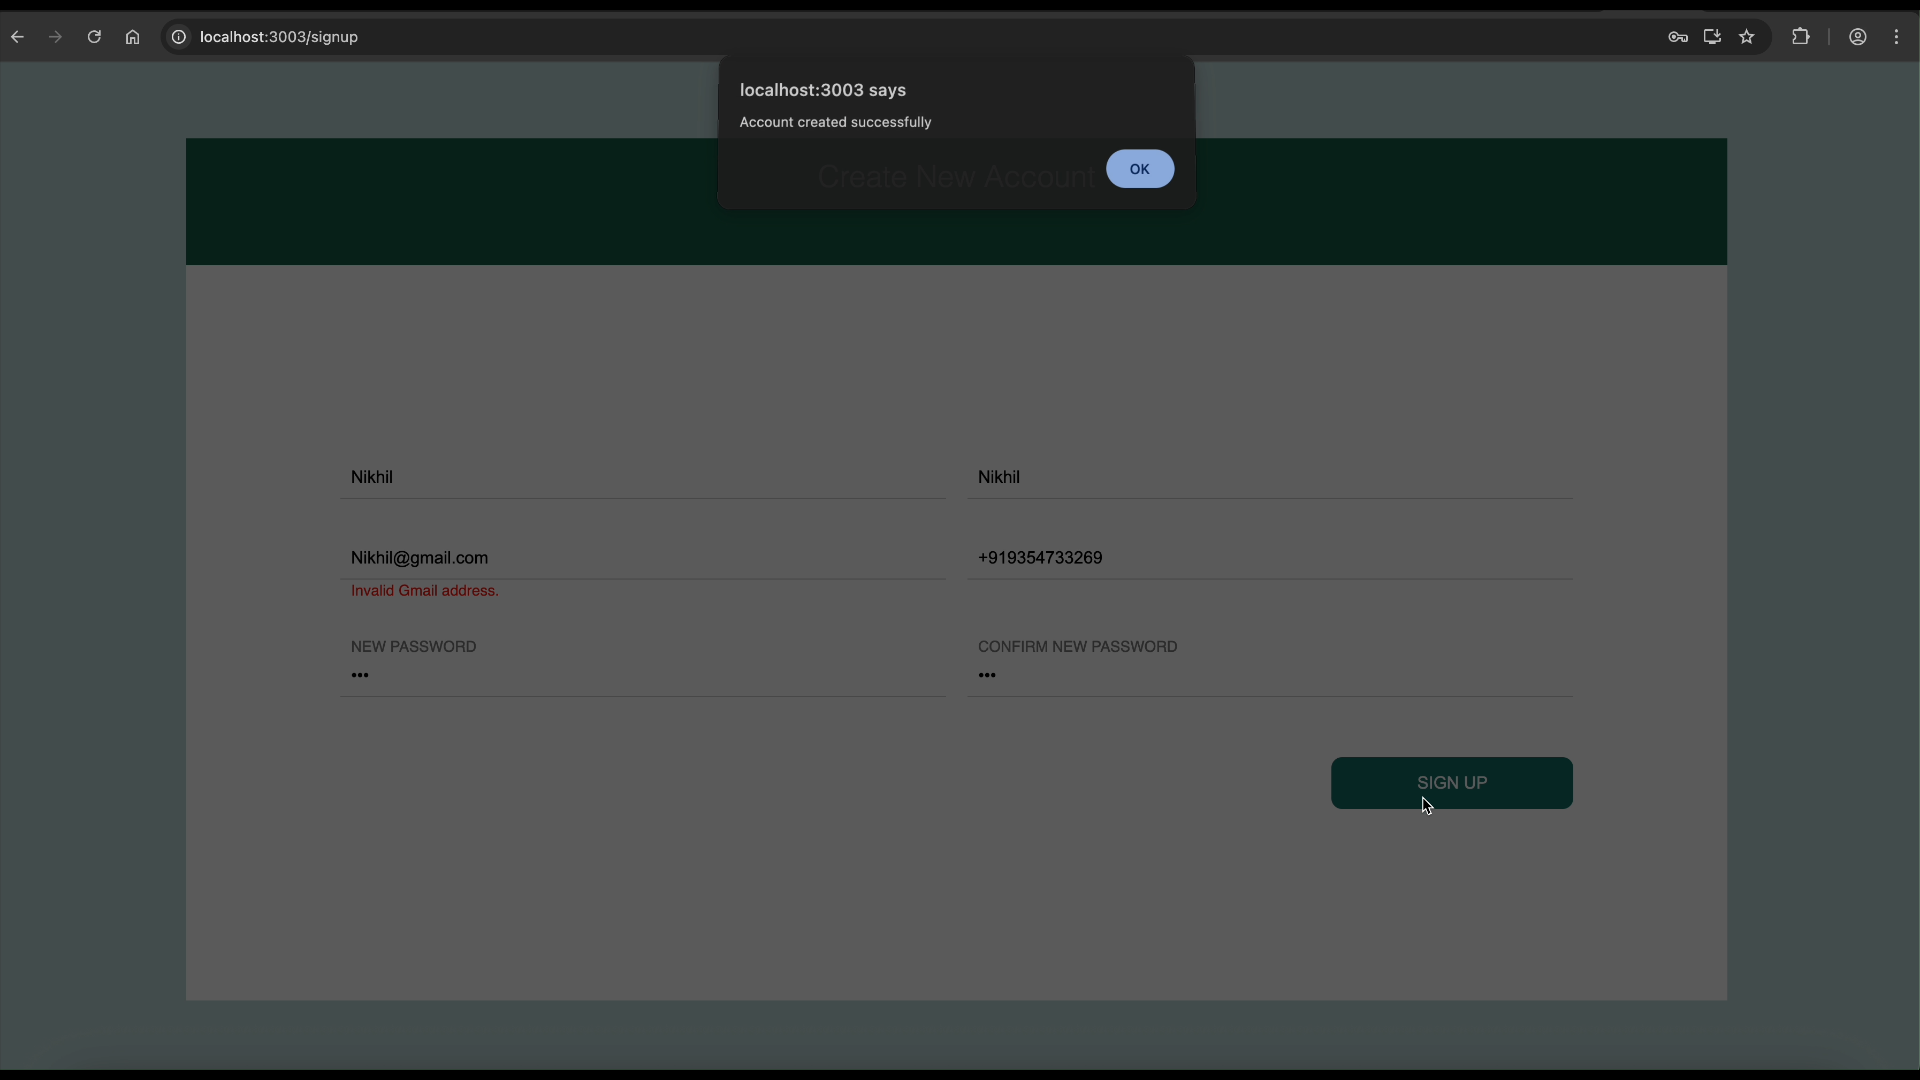 localhost:3003/signup
localhost:3003 says
Account created successfully
OK
Create New Account
Nikhil
Nikhil
Nikhil@gmail.com
+919354733269
Invalid Gmail address.
NEW PASSWORD
CONFIRM NEW PASSWORD
•••
•••
SIGN UP